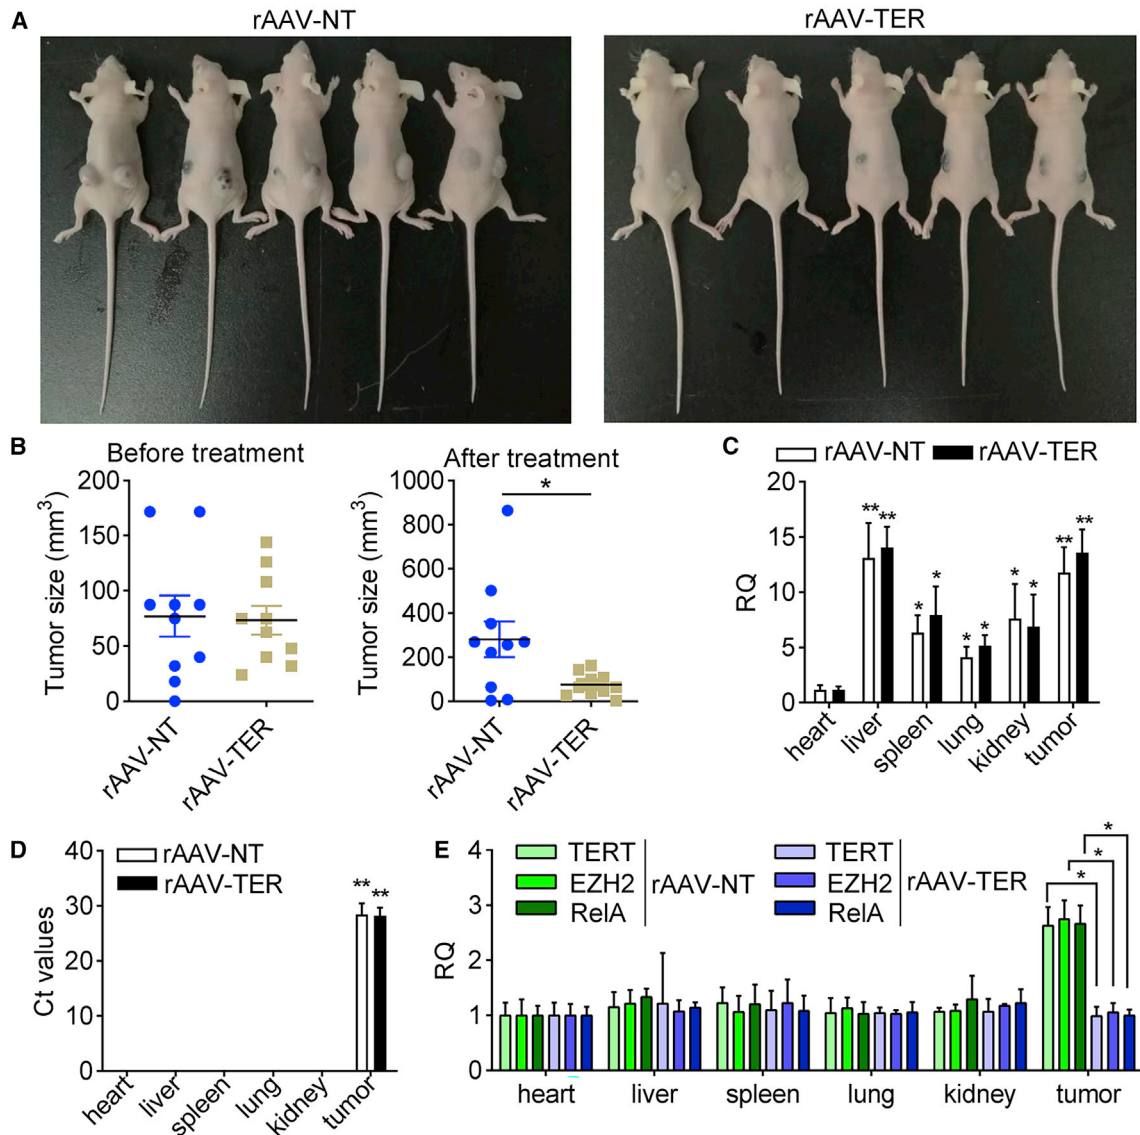 A
rAAV-NT
rAAV-TER
B
Before treatment
Tumor size (mm³)
200
150
100
50
0
rAAV-NT
rAAV-TER
After treatment
*
Tumor size (mm³)
1000
800
600
400
200
0
rAAV-NT
rAAV-TER
C
rAAV-NT rAAV-TER
RQ
20
15
10
5
0
** **
* *
* *
* *
** **
heart
liver
spleen
lung
kidney
tumor
D
rAAV-NT
rAAV-TER
Ct values
40
30
20
10
0
** **
heart
liver
spleen
lung
kidney
tumor
E
TERT
EZH2
RelA
rAAV-NT
TERT
EZH2
RelA
rAAV-TER
*
*
*
RQ
4
3
2
1
0
heart liver spleen lung kidney tumor